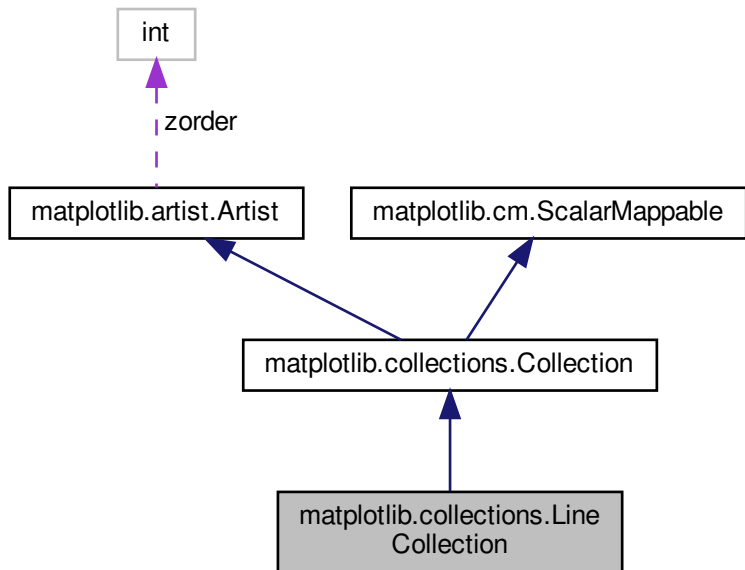 int
zorder
matplotlib.artist.Artist
matplotlib.cm.ScalarMappable
matplotlib.collections.Collection
matplotlib.collections.Line
Collection